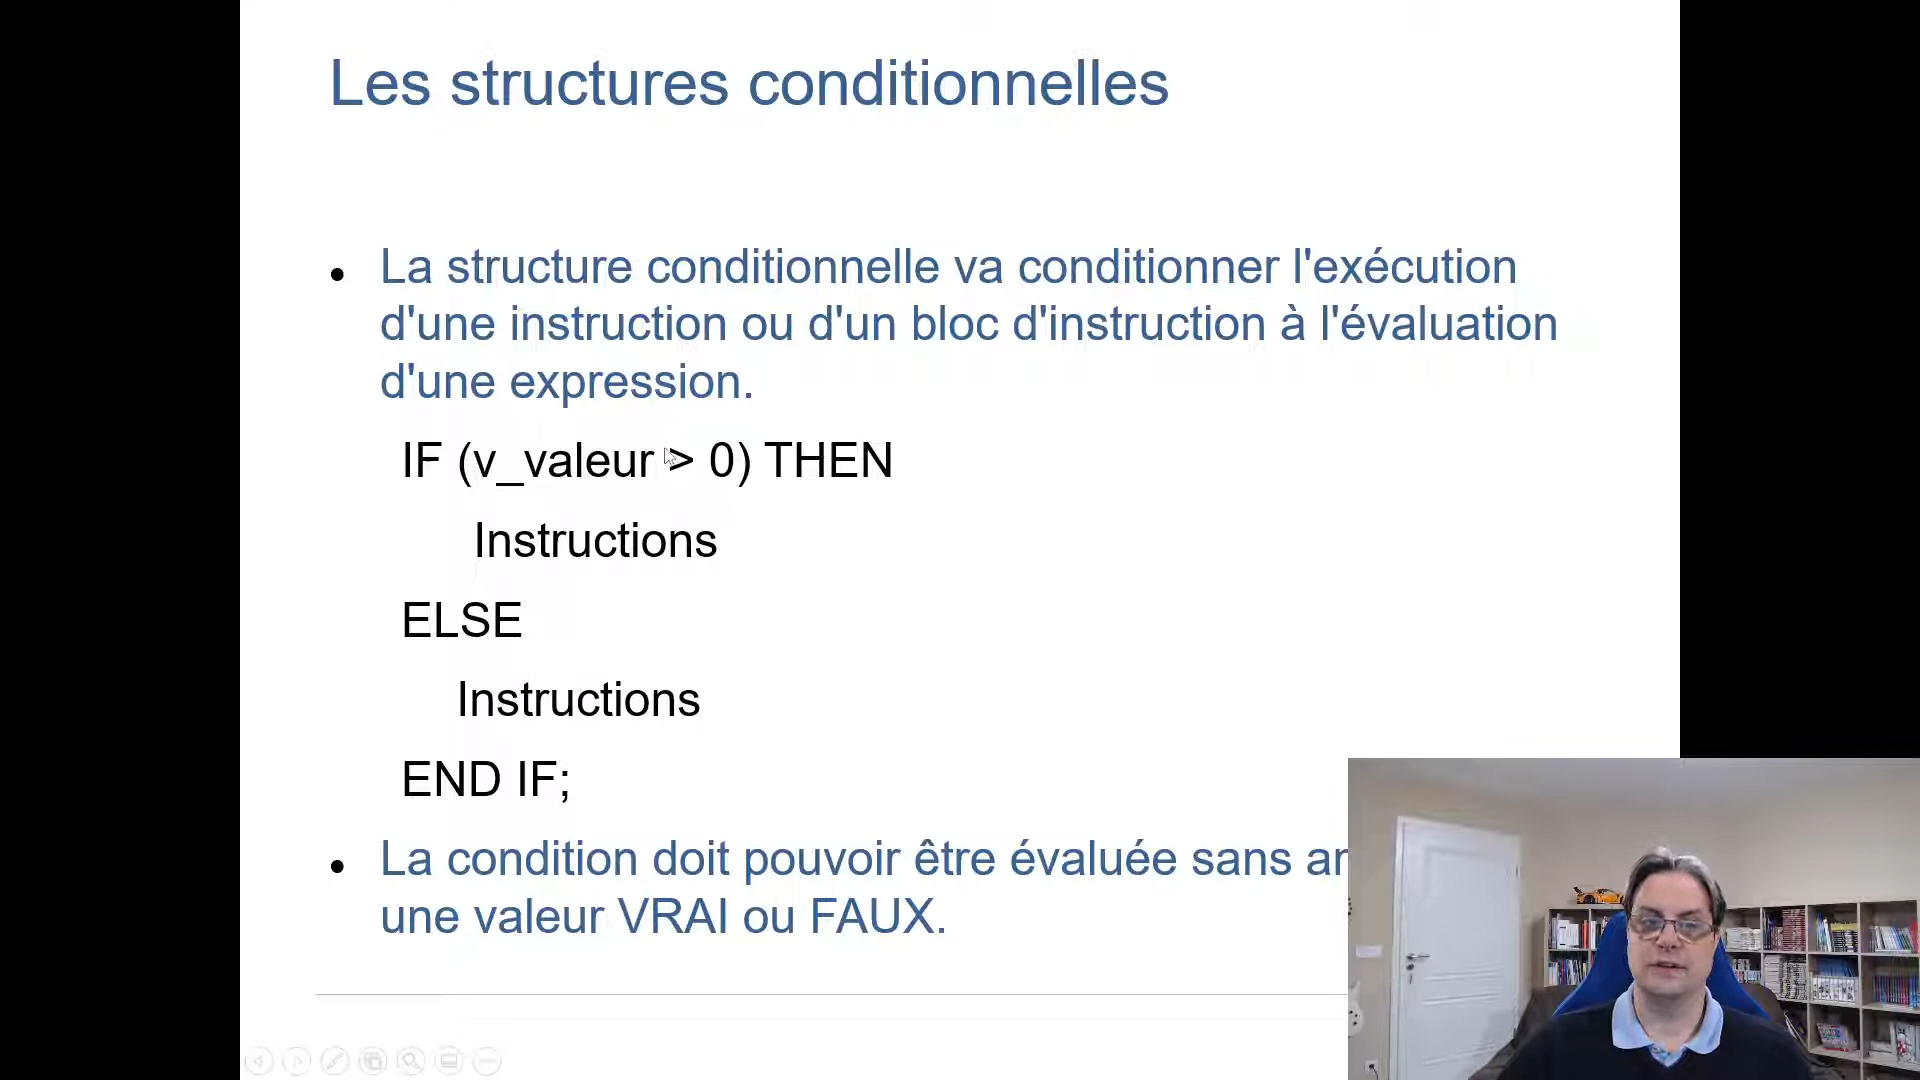 Les structures conditionnelles
La structure conditionnelle va conditionner l'exécution
d'une instruction ou d'un bloc d'instruction à l'évaluation
d'une expression.
IF (v_valeur > 0) THEN
Instructions
ELSE
Instructions
END IF;
La condition doit pouvoir être évaluée sans
une valeur VRAI ou FAUX.